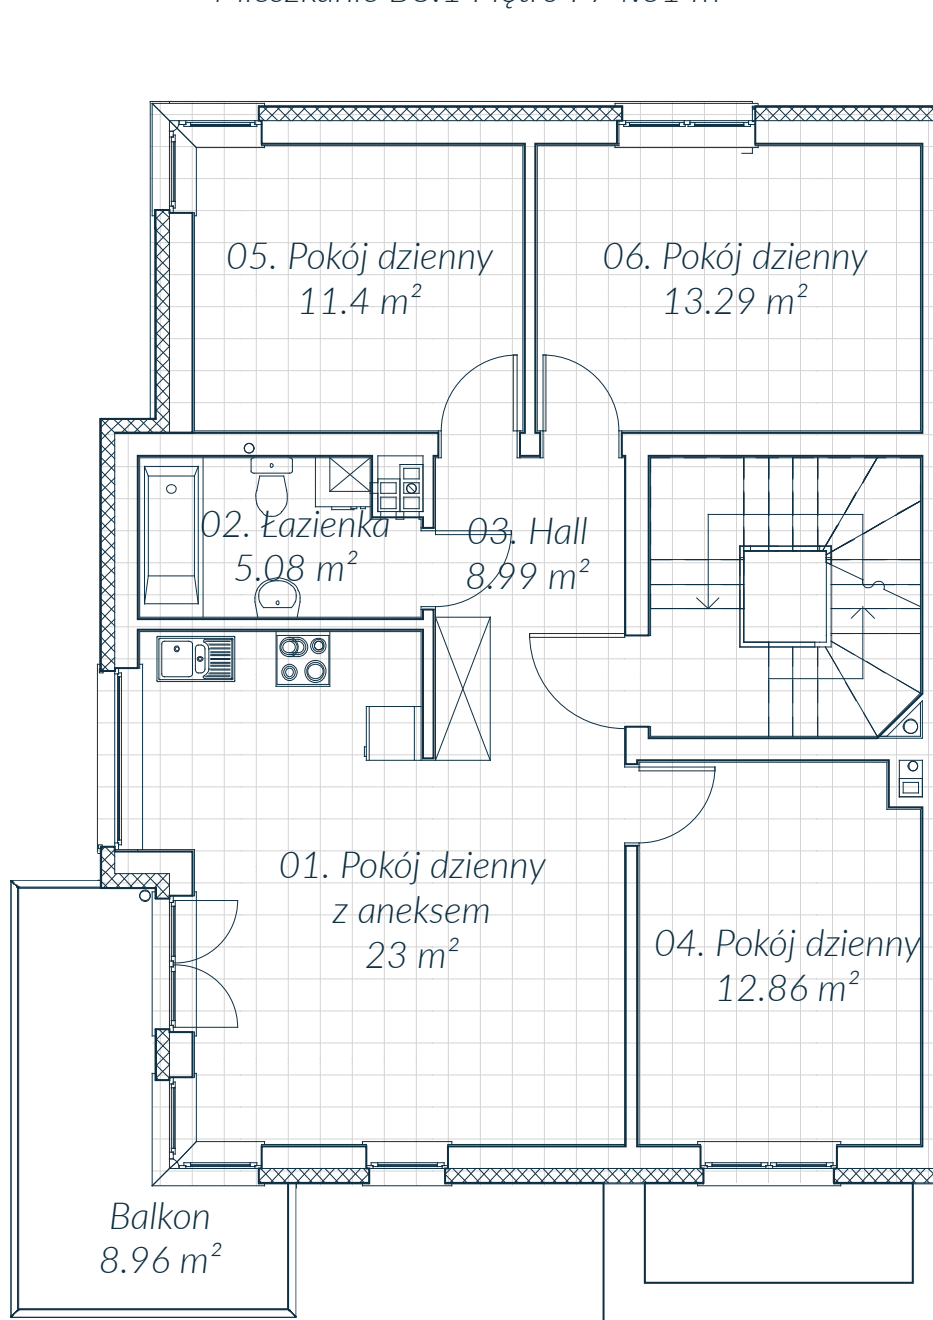 05. Pokój dzienny
11.4 m²
06. Pokój dzienny
13.29 m²
02. Łazienka
5.08 m²
03. Hall
8.99 m²
01. Pokój dzienny
z aneksem
23 m²
04. Pokój dzienny
12.86 m²
Balkon
8.96 m²